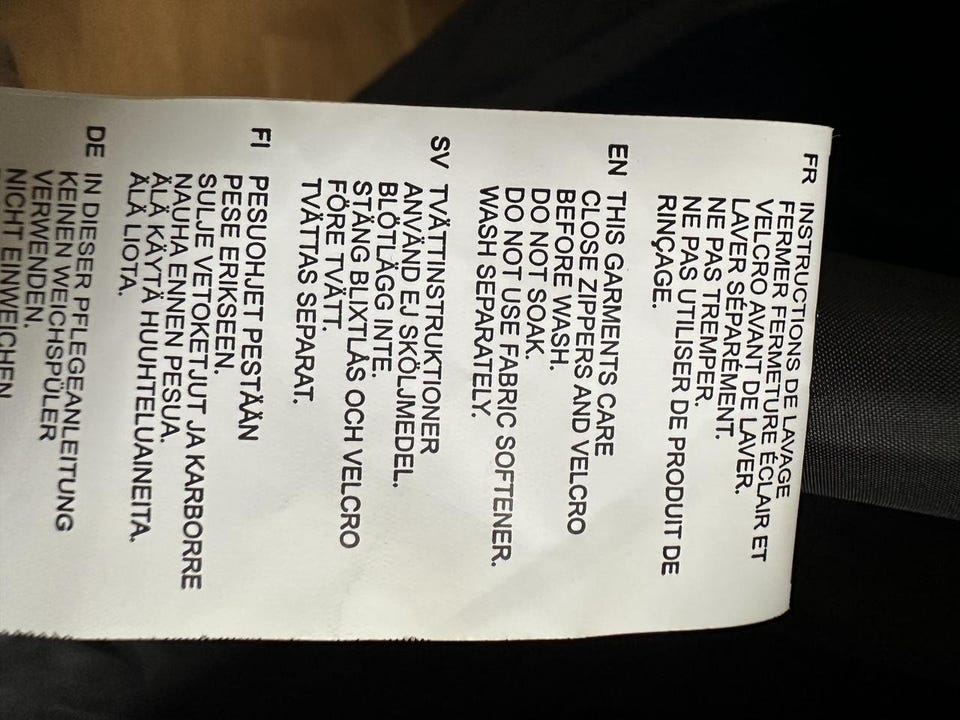 FR INSTRUCTIONS DE LAVAGE
FERMER FERMETURE ÉCLAIR ET
VELCRO AVANT DE LAVER.
LAVER SÉPARÉMENT.
NE PAS TREMPER.
NE PAS UTILISER DE PRODUIT DE
RINÇAGE.
EN THIS GARMENTS CARE
CLOSE ZIPPERS AND VELCRO
BEFORE WASH.
DO NOT SOAK.
DO NOT USE FABRIC SOFTENER.
WASH SEPARATELY.
SV TVÄTTINSTRUKTIONER
ANVÄND EJ SKÖLJMEDEL.
BLÖTLÄGG INTE.
STÄNG BLIXTLÅS OCH VELCRO
FÖRE TVÄTT.
TVÄTTAS SEPARAT.
FI PESUOHJET PESTÄÄN
PESE ERIKSEEN.
SULJE VETOKETJUT JA KARBORRE
NAUHA ENNEN PESUA.
ÄLÄ KÄYTÄ HUUHTELUAINEITA.
ÄLÄ LIOTA.
DE IN DIESER PFLEGEANLEITUNG
KEINEN WEICHSPÜLER
VERWENDEN.
NICHT EINWEICHEN